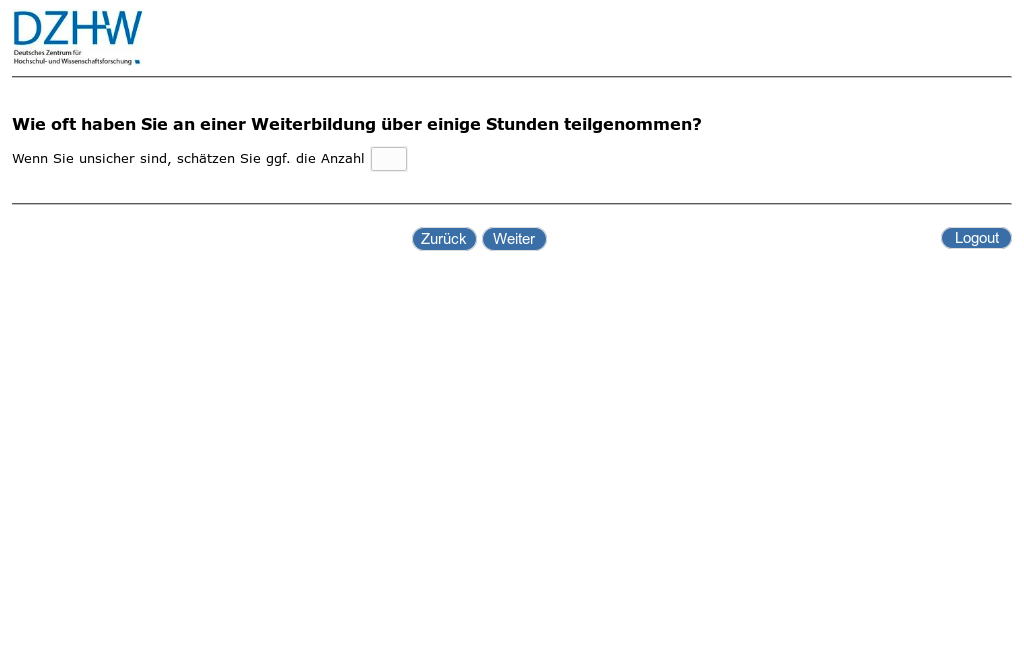 DZHW
Deutsches Zentrum für
Hochschul- und Wissenschaftsforschung
Wie oft haben Sie an einer Weiterbildung über einige Stunden teilgenommen?
Wenn Sie unsicher sind, schätzen Sie ggf. die Anzahl
Zurück Weiter Logout